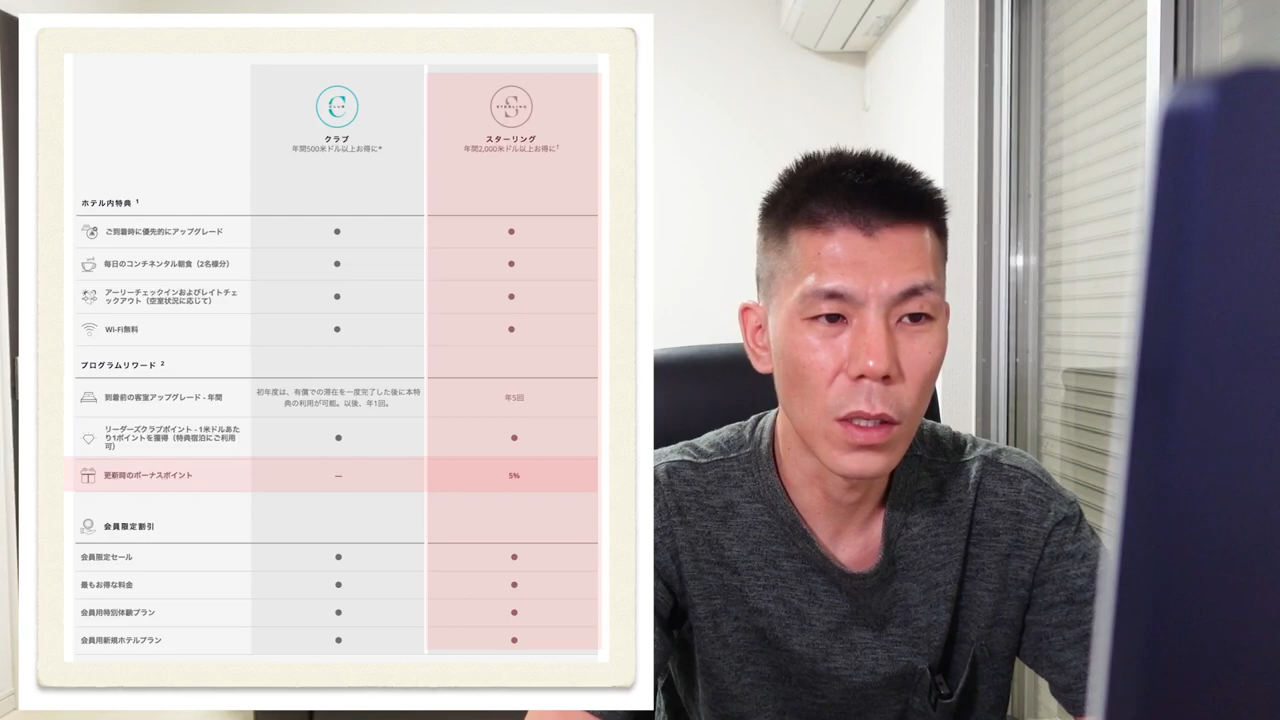 CLUB
STERLING
クラブ
スターリング
年間500米ドル以上お得に*
年間2,000米ドル以上お得に†
ホテル内特典 1
ご到着時に優先的にアップグレード
毎日のコンチネンタル朝食（2名様分）
アーリーチェックインおよびレイトチェ
ックアウト（空室状況に応じて）
Wi-Fi無料
プログラムリワード 2
到着前の客室アップグレード - 年間
初年度は、有償での滞在を一度完了した後に本特
典の利用が可能。以後、年1回。
年5回
リーダーズクラブポイント - 1米ドルあた
り1ポイントを獲得（特典宿泊にご利用
可）
更新時のボーナスポイント
—
5%
会員限定割引
会員限定セール
最もお得な料金
会員用特別体験プラン
会員用新規ホテルプラン